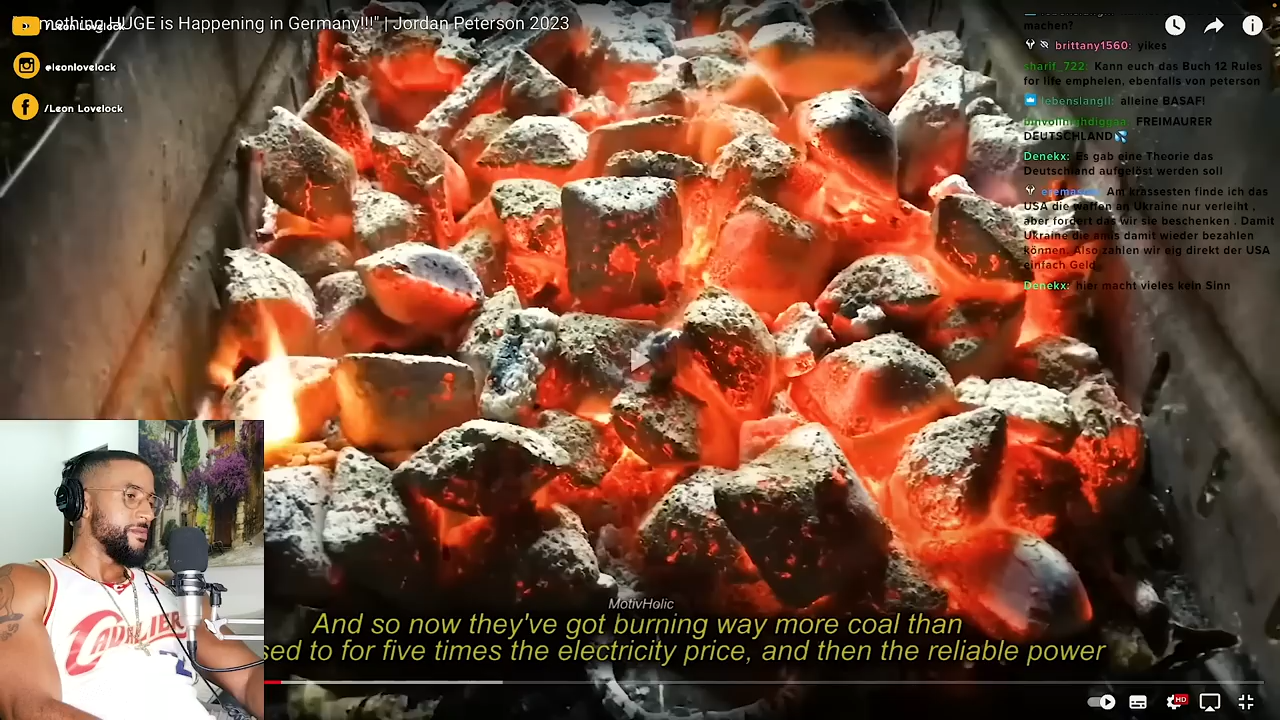 omething HUGE is Happening in Germany!!!" | Jordan Peterson 2023
/Leon Lovelock
@leonlovelock
/Leon Lovelock
machen?
brittany1560: yikes
sharif_722: Kann euch das Buch 12 Rules
for life emphelen, ebenfalls von peterson
lebenslangll: alleine BASAF!
FREIMAURER
DEUTSCHLAND
Denekx: Es gab eine Theorie das
Deutschland aufgelöst werden soll
Am krassesten finde ich das
USA die waffen an Ukraine nur verleiht ,
aber fordert das wir sie beschenken . Damit
Ukraine die amis damit wieder bezahlen
können. Also zahlen wir eig direkt der USA
einfach Geld
Denekx: hier macht vieles kein Sinn
MotivHolic
And so now they've got burning way more coal than
sed to for five times the electricity price, and then the reliable power
CAVALIER
HD